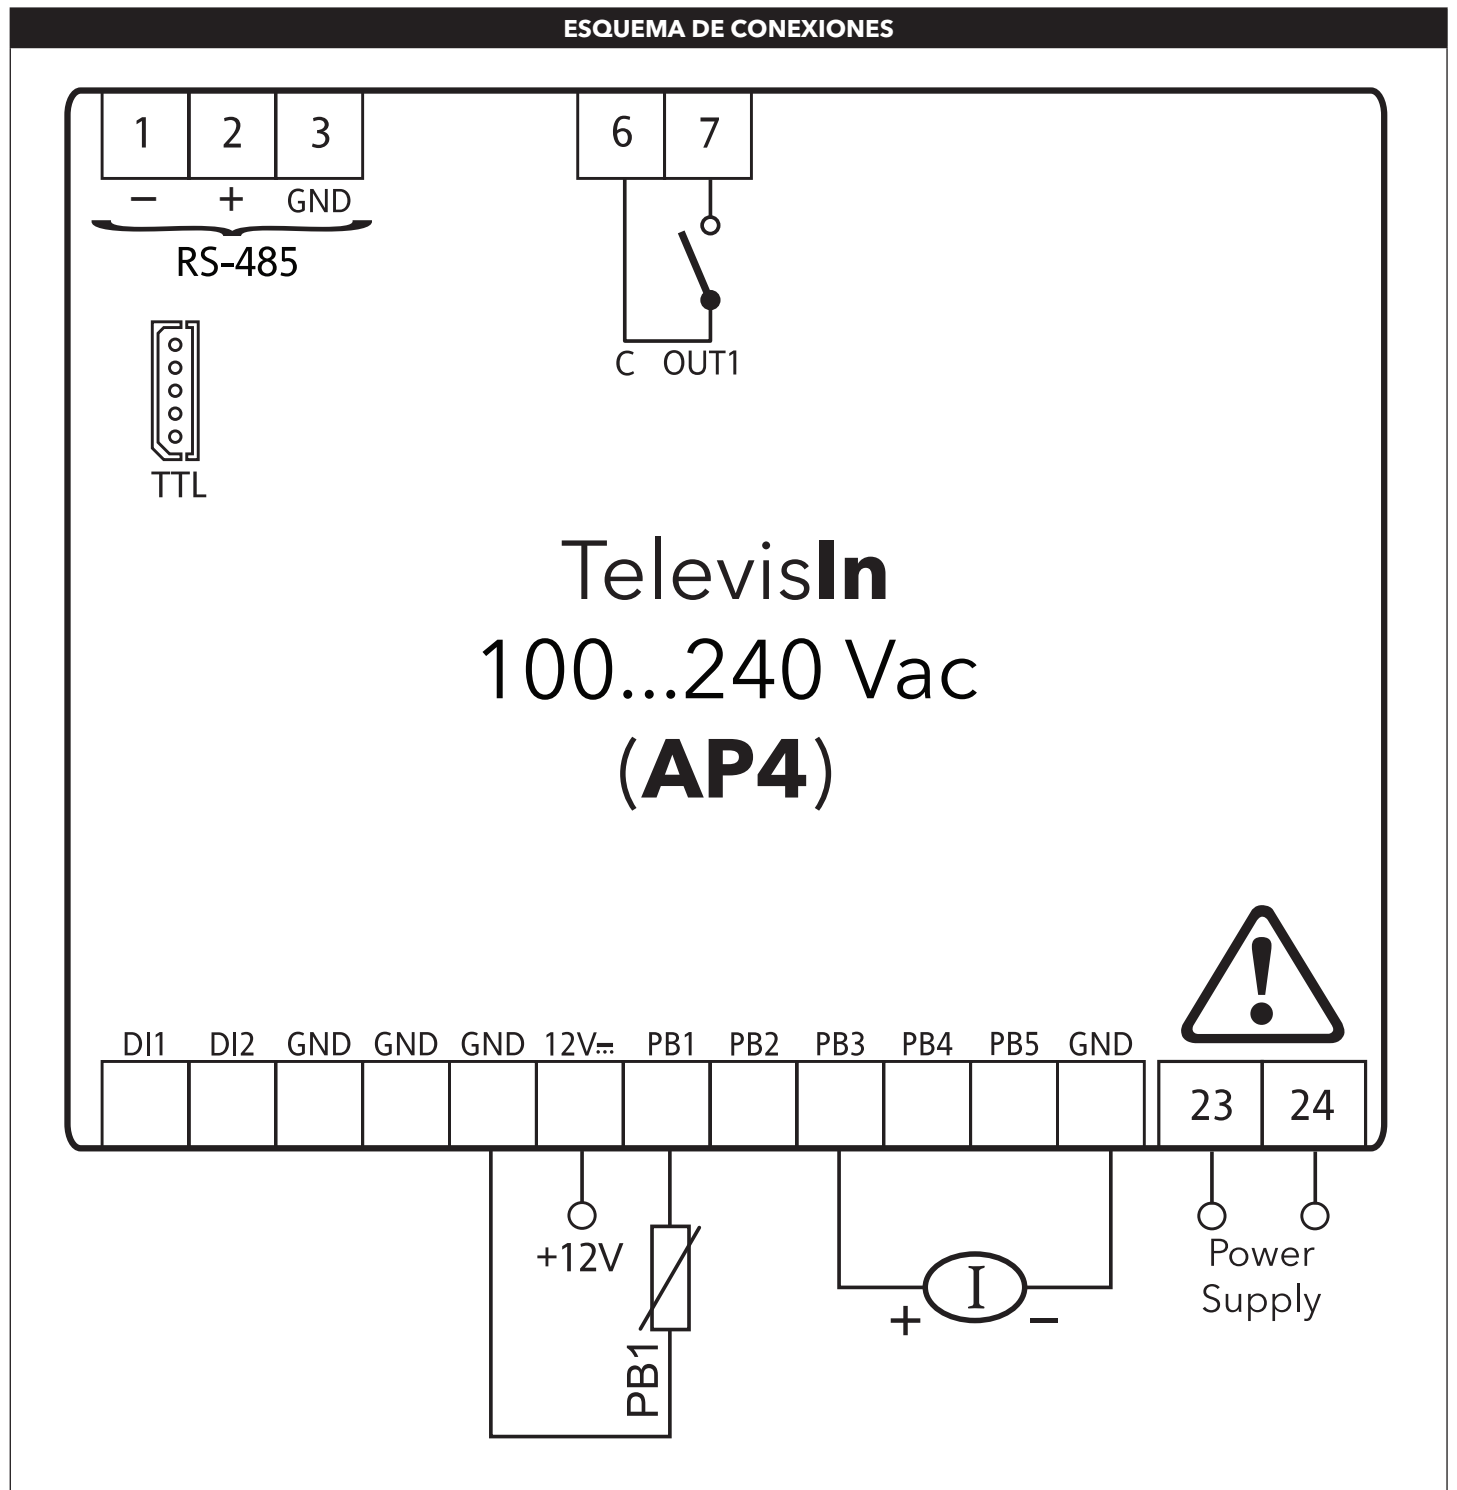 ESQUEMA DE CONEXIONES
1 2 3
− + GND
RS-485
6 7
C OUT1
TTL
TelevisIn
100...240 Vac
(AP4)
DI1 DI2 GND GND GND 12V⎓ PB1 PB2 PB3 PB4 PB5 GND
23 24
+12V
PB1
+ I −
Power
Supply